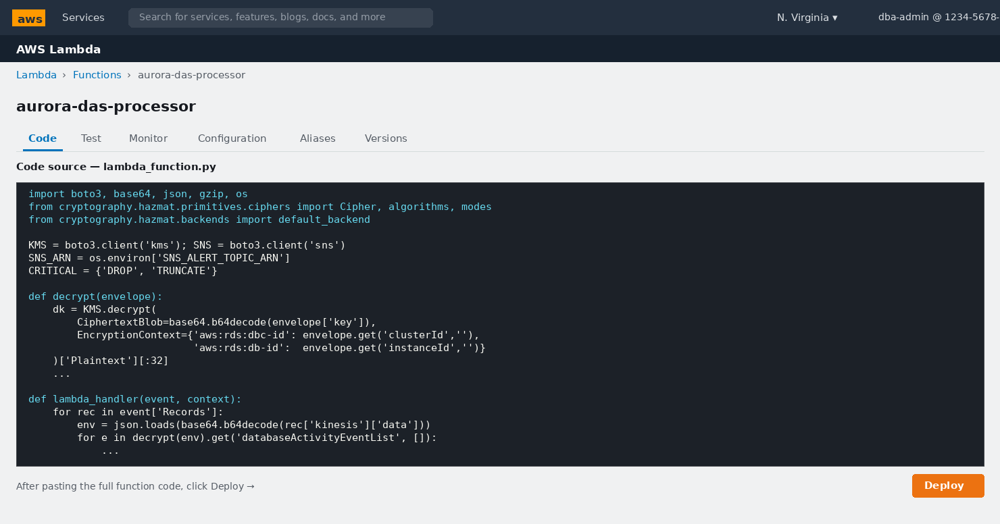 aws Services Search for services, features, blogs, docs, and more N. Virginia ▾ dba-admin @ 1234-5678-
AWS Lambda
Lambda › Functions › aurora-das-processor
aurora-das-processor
Code Test Monitor Configuration Aliases Versions
Code source — lambda_function.py
import boto3, base64, json, gzip, os
from cryptography.hazmat.primitives.ciphers import Cipher, algorithms, modes
from cryptography.hazmat.backends import default_backend
KMS = boto3.client('kms'); SNS = boto3.client('sns')
SNS_ARN = os.environ['SNS_ALERT_TOPIC_ARN']
CRITICAL = {'DROP', 'TRUNCATE'}
def decrypt(envelope):
    dk = KMS.decrypt(
        CiphertextBlob=base64.b64decode(envelope['key']),
        EncryptionContext={'aws:rds:dbc-id': envelope.get('clusterId',''),
                           'aws:rds:db-id':  envelope.get('instanceId','')}
    )['Plaintext'][:32]
    ...
def lambda_handler(event, context):
    for rec in event['Records']:
        env = json.loads(base64.b64decode(rec['kinesis']['data']))
        for e in decrypt(env).get('databaseActivityEventList', []):
            ...
After pasting the full function code, click Deploy →
Deploy